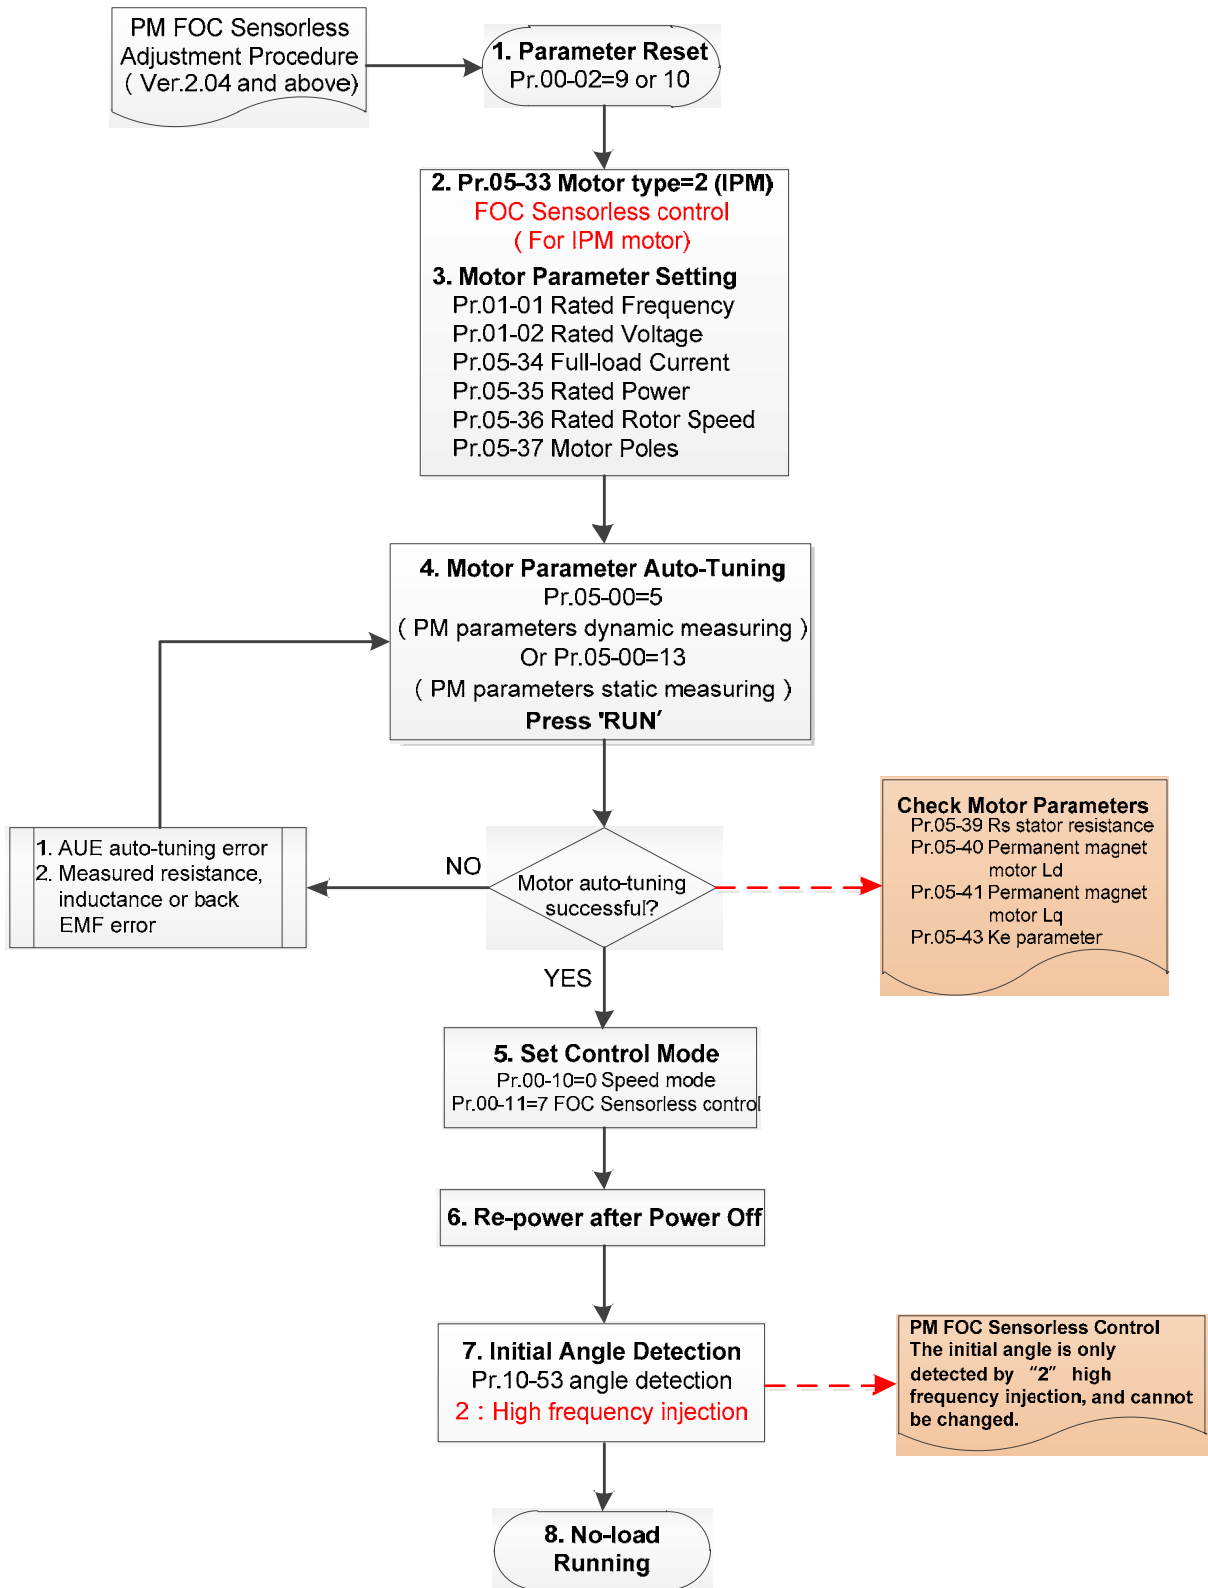 PM FOC Sensorless
Adjustment Procedure
( Ver.2.04 and above)
1. Parameter Reset
Pr.00-02=9 or 10
2. Pr.05-33 Motor type=2 (IPM)
FOC Sensorless control
( For IPM motor)
3. Motor Parameter Setting
Pr.01-01 Rated Frequency
Pr.01-02 Rated Voltage
Pr.05-34 Full-load Current
Pr.05-35 Rated Power
Pr.05-36 Rated Rotor Speed
Pr.05-37 Motor Poles
4. Motor Parameter Auto-Tuning
Pr.05-00=5
( PM parameters dynamic measuring )
Or Pr.05-00=13
( PM parameters static measuring )
Press 'RUN'
Motor auto-tuning
successful?
NO
1. AUE auto-tuning error
2. Measured resistance,
inductance or back
EMF error
Check Motor Parameters
Pr.05-39 Rs stator resistance
Pr.05-40 Permanent magnet
motor Ld
Pr.05-41 Permanent magnet
motor Lq
Pr.05-43 Ke parameter
YES
5. Set Control Mode
Pr.00-10=0 Speed mode
Pr.00-11=7 FOC Sensorless control
6. Re-power after Power Off
7. Initial Angle Detection
Pr.10-53 angle detection
2 : High frequency injection
PM FOC Sensorless Control
The initial angle is only
detected by “2” high
frequency injection, and cannot
be changed.
8. No-load
Running